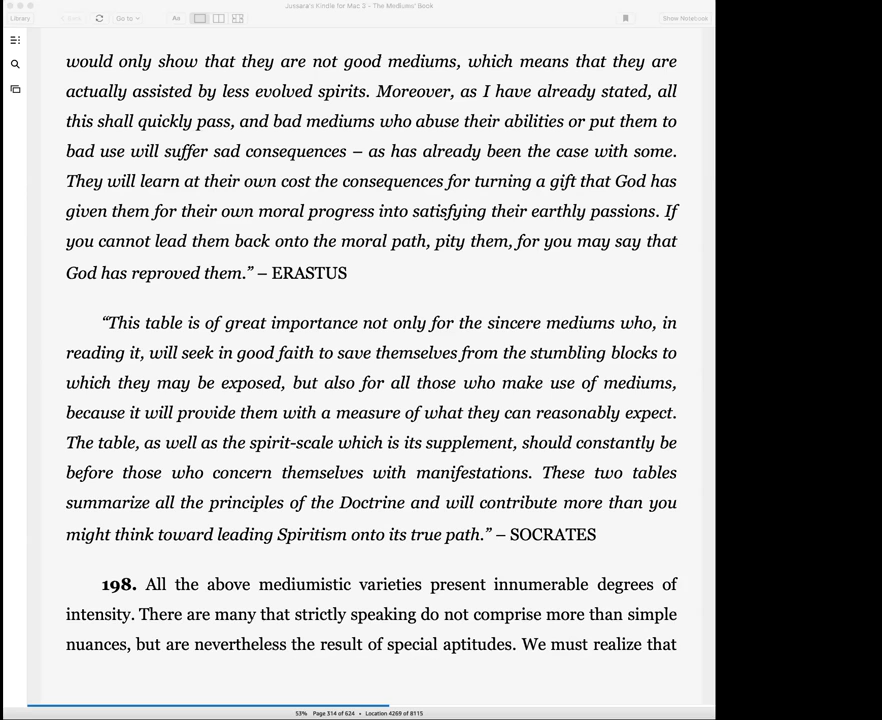 Jussara's Kindle for Mac 2 - The Mediums' Book
Library
Back
Go to
Aa
Show Notebook
would only show that they are not good mediums, which means that they are
actually assisted by less evolved spirits. Moreover, as I have already stated, all
this shall quickly pass, and bad mediums who abuse their abilities or put them to
bad use will suffer sad consequences – as has already been the case with some.
They will learn at their own cost the consequences for turning a gift that God has
given them for their own moral progress into satisfying their earthly passions. If
you cannot lead them back onto the moral path, pity them, for you may say that
God has reproved them.” – ERASTUS
“This table is of great importance not only for the sincere mediums who, in
reading it, will seek in good faith to save themselves from the stumbling blocks to
which they may be exposed, but also for all those who make use of mediums,
because it will provide them with a measure of what they can reasonably expect.
The table, as well as the spirit-scale which is its supplement, should constantly be
before those who concern themselves with manifestations. These two tables
summarize all the principles of the Doctrine and will contribute more than you
might think toward leading Spiritism onto its true path.” – SOCRATES
198. All the above mediumistic varieties present innumerable degrees of
intensity. There are many that strictly speaking do not comprise more than simple
nuances, but are nevertheless the result of special aptitudes. We must realize that
53% Page 314 of 624 • Location 4269 of 8115